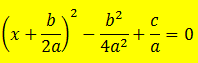 (x + b/2a)² − b²/4a² + c/a = 0